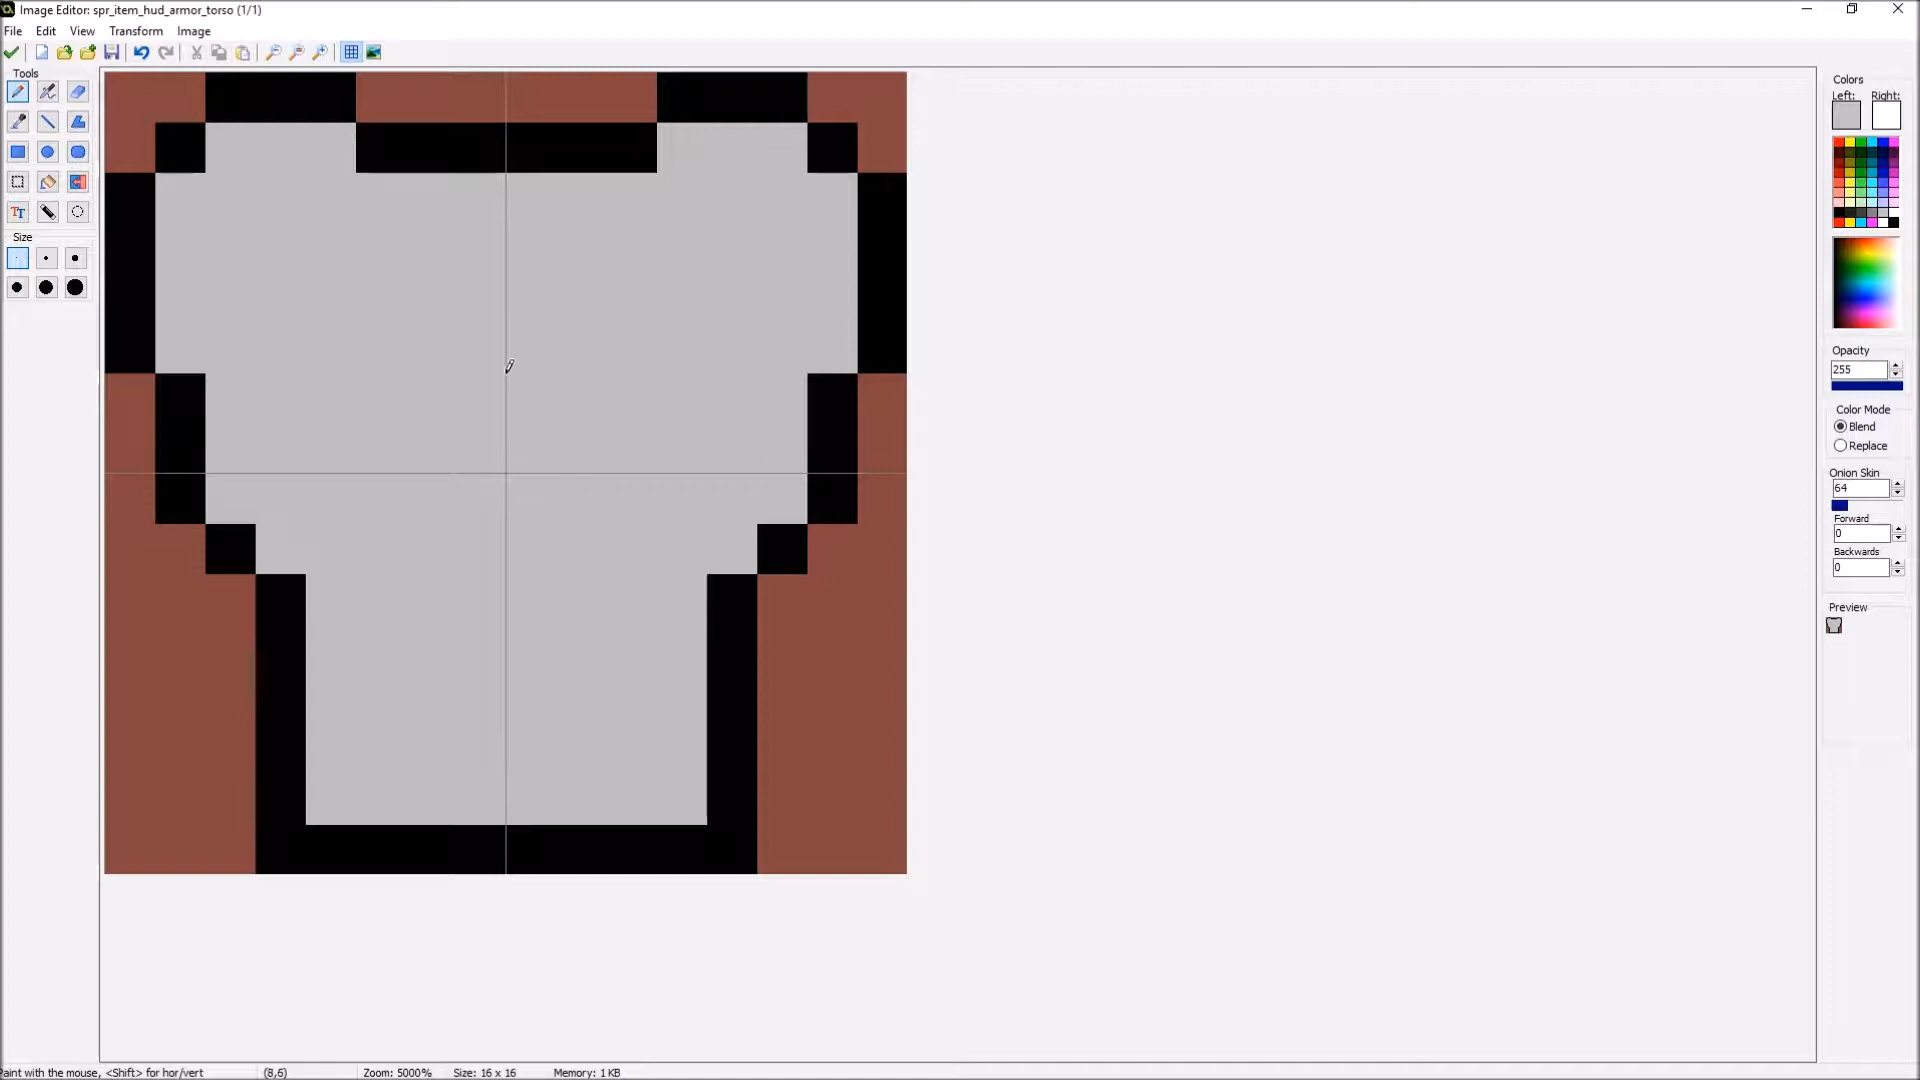 Image Editor: spr_item_hud_armor_torso (1/1)
File Edit View Transform Image
Tools
Colors
Left: Right:
TT
Size
Opacity
255
Color Mode
Blend
Replace
Onion Skin
64
Forward
0
Backwards
0
Preview
Paint with the mouse, <Shift> for hor/vert (8,6) Zoom: 5000% Size: 16 x 16 Memory: 1 KB